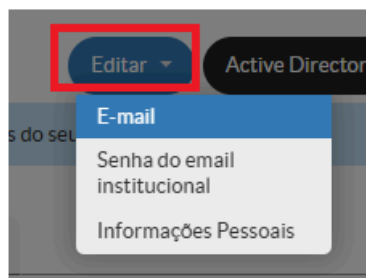 Editar Active Director
E-mail
s do seu
Senha do email
institucional
Informações Pessoais